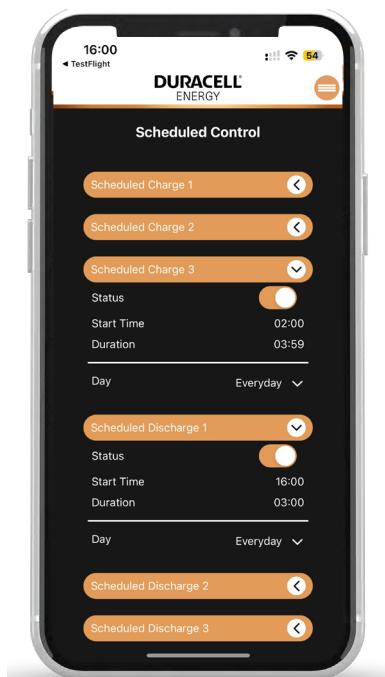 16:00
54
◄ TestFlight
DURACELL
ENERGY
Scheduled Control
Scheduled Charge 1
Scheduled Charge 2
Scheduled Charge 3
Status
Start Time 02:00
Duration 03:59
Day Everyday
Scheduled Discharge 1
Status
Start Time 16:00
Duration 03:00
Day Everyday
Scheduled Discharge 2
Scheduled Discharge 3